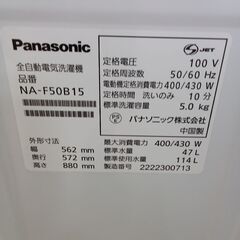 Panasonic
全自動電気洗濯機
品番
NA-F50B15
外形寸法
幅 562 mm
奥行 572 mm
高さ 880 mm
JET
定格電圧 100 V
定格周波数 50/60 Hz
電動機定格消費電力 400/430 W
定格時間 洗いのみ 10 分
標準洗濯容量 5.0 kg
パナソニック株式会社
中国製
最大消費電力 400/430 W
標準水量 47 L
標準使用水量 114 L
製造番号 2222300713